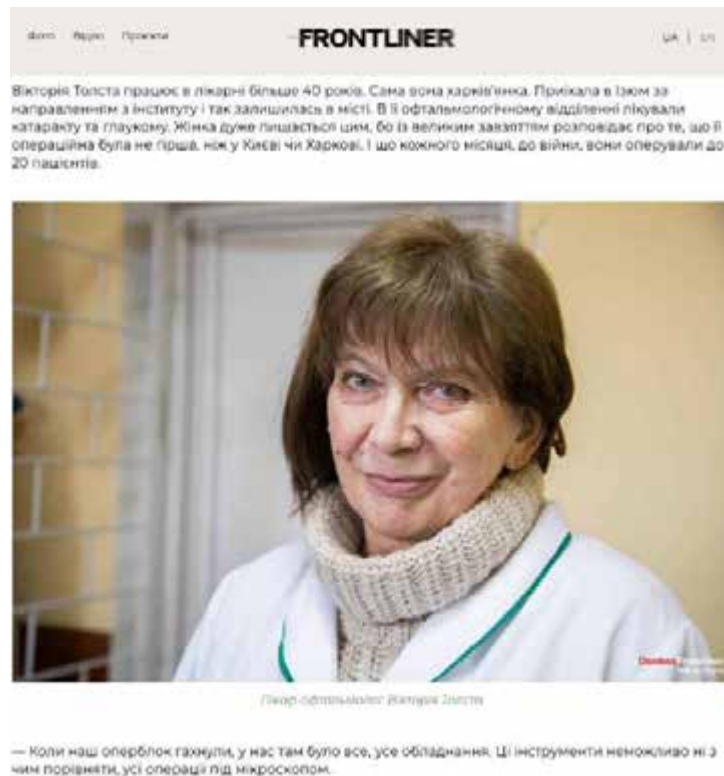 Фото Відео Проєкти FRONTLINER UA |
Вікторія Толста працює в лікарні більше 40 років. Сама вона харків'янка. Приїхала в Ізюм за
направленням з інституту і так залишилась в місті. В її офтальмологічному відділенні лікували
катаракту та глаукому. Жінка дуже пишається цим, бо із великим завзяттям розповідає про те, що її
операційна була не гірша, ніж у Києві чи Харкові. І що кожного місяця, до війни, вони оперували до
20 пацієнтів.
Лікар-офтальмолог Вікторія Толста
— Коли наш оперблок гахнули, у нас там було все, усе обладнання. Ці інструменти неможливо ні з
чим порівняти, усі операції під мікроскопом.